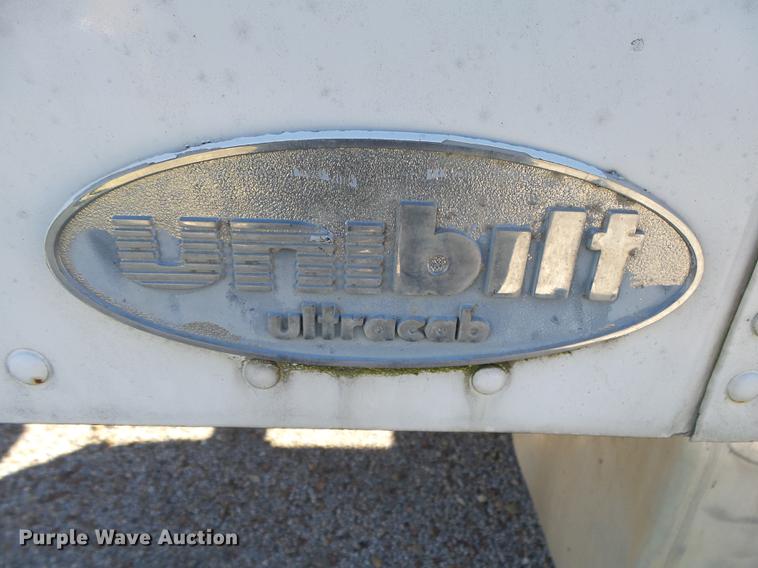 unibilt
ultracab
Purple Wave Auction